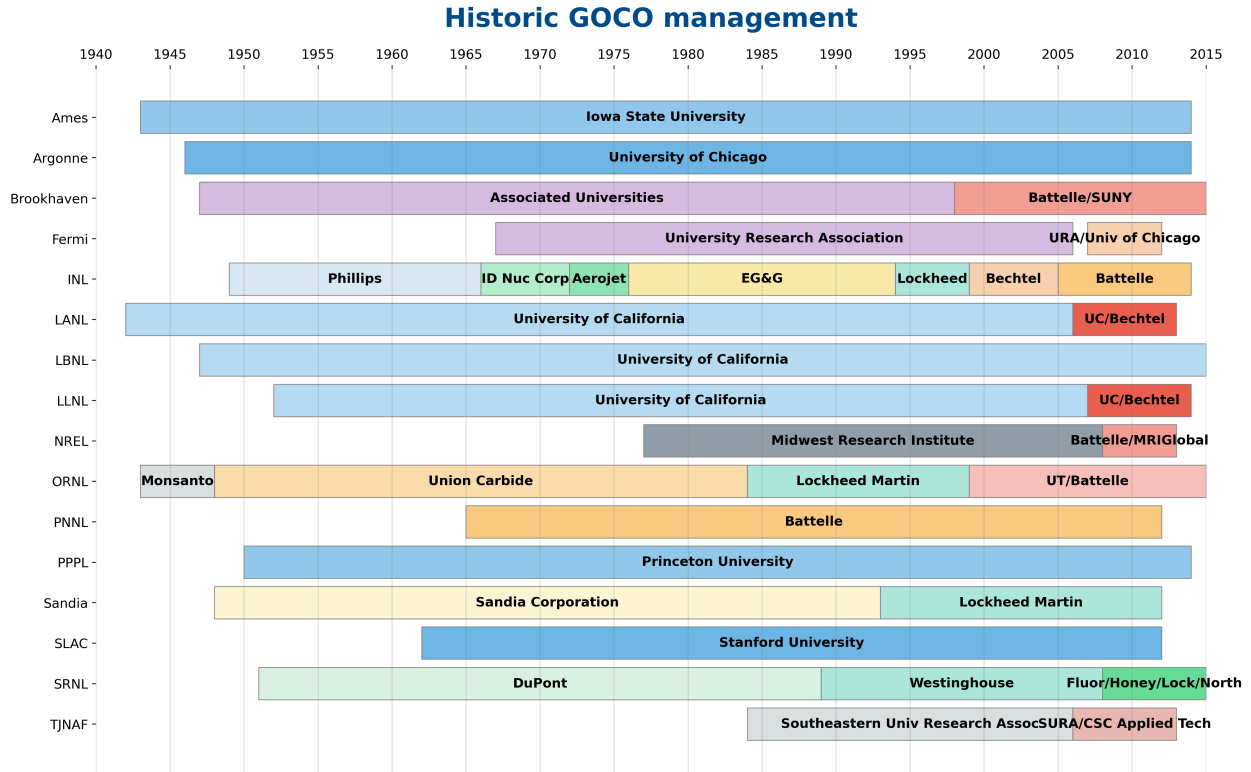 Historic GOCO management
1940 1945 1950 1955 1960 1965 1970 1975 1980 1985 1990 1995 2000 2005 2010 2015
Ames Iowa State University
Argonne University of Chicago
Brookhaven Associated Universities Battelle/SUNY
Fermi University Research Association URA/Univ of Chicago
INL Phillips ID Nuc Corp Aerojet EG&G Lockheed Bechtel Battelle
LANL University of California UC/Bechtel
LBNL University of California
LLNL University of California UC/Bechtel
NREL Midwest Research Institute Battelle/MRIGlobal
ORNL Monsanto Union Carbide Lockheed Martin UT/Battelle
PNNL Battelle
PPPL Princeton University
Sandia Sandia Corporation Lockheed Martin
SLAC Stanford University
SRNL DuPont Westinghouse Fluor/Honey/Lock/North
TJNAF Southeastern Univ Research Assoc SURA/CSC Applied Tech